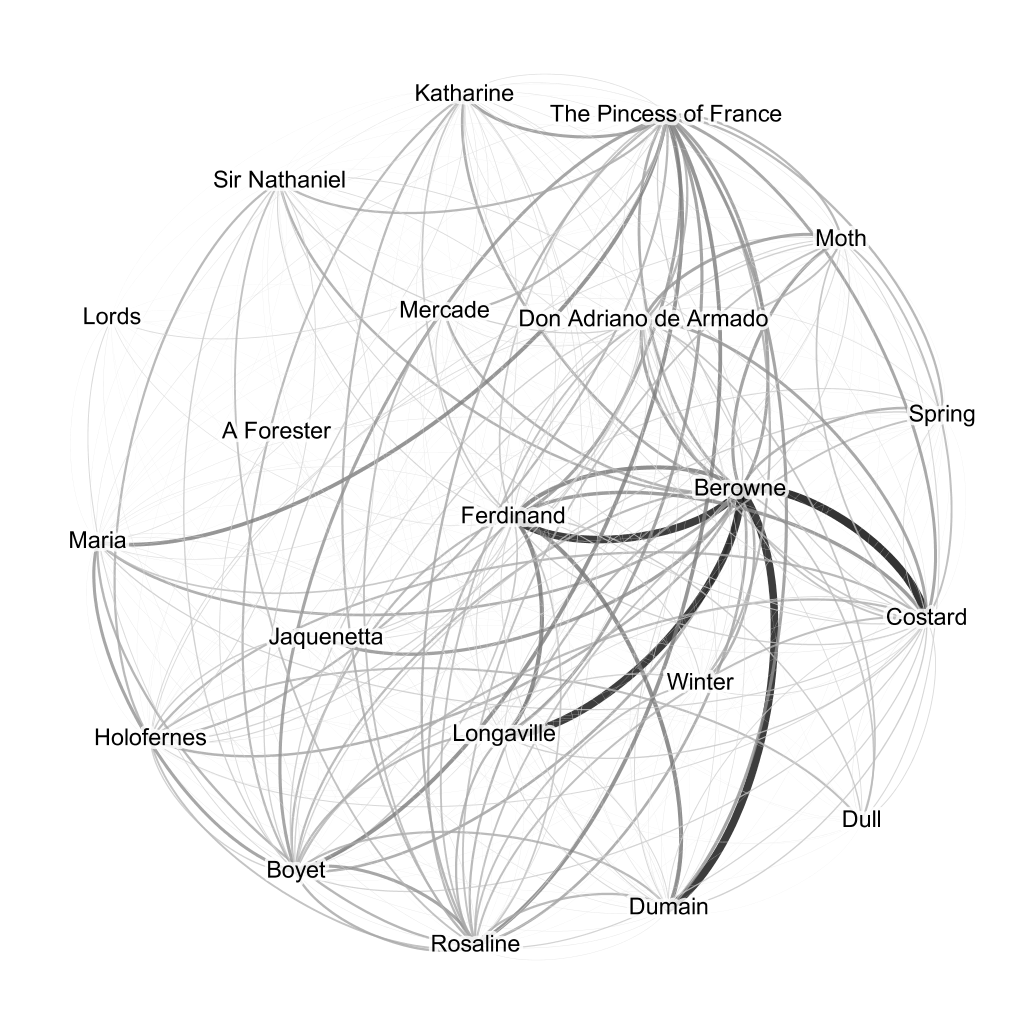 Katharine
The Pincess of France
Sir Nathaniel
Moth
Mercade
Don Adriano de Armado
Lords
Spring
A Forester
Berowne
Ferdinand
Maria
Costard
Jaquenetta
Winter
Longaville
Holofernes
Dull
Boyet
Dumain
Rosaline